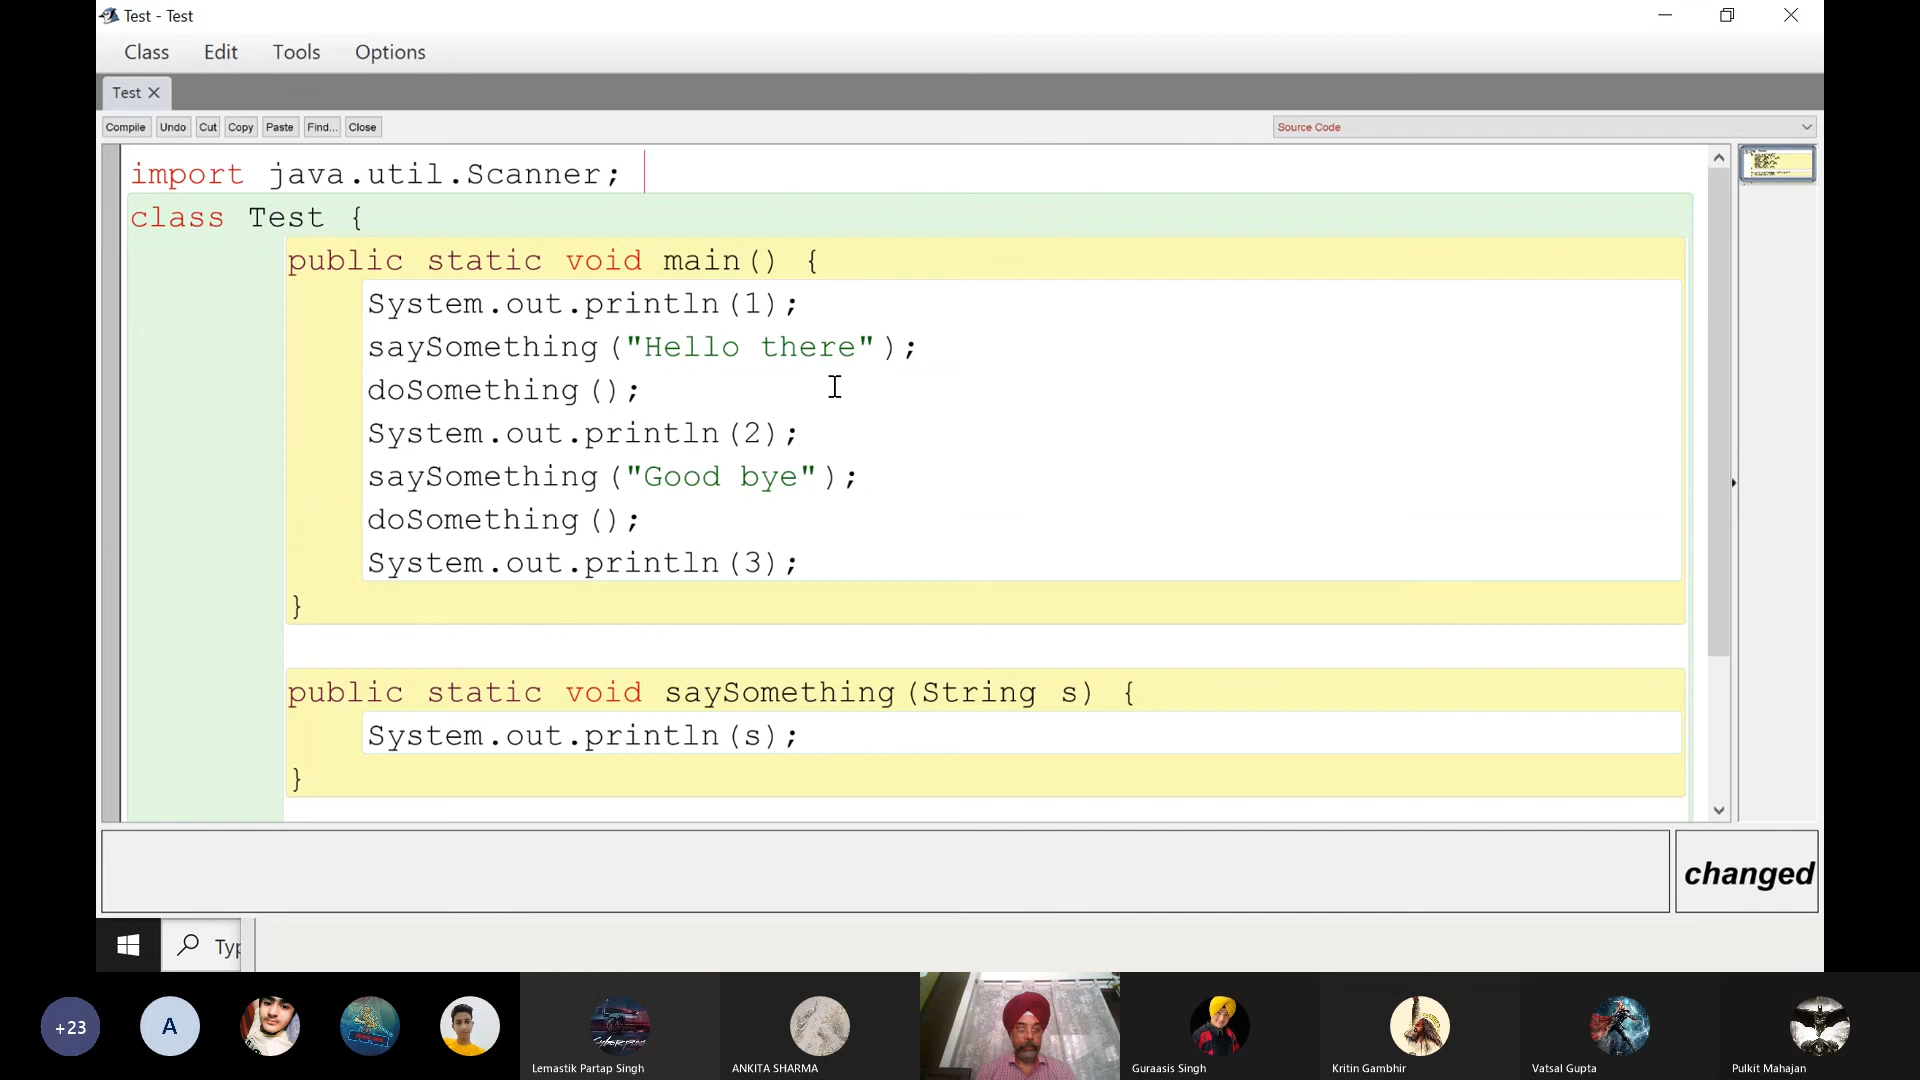 Test - Test
Class Edit Tools Options
Test
Compile Undo Cut Copy Paste Find... Close Source Code
import java.util.Scanner;
class Test {
public static void main() {
System.out.println(1);
saySomething("Hello there");
doSomething();
System.out.println(2);
saySomething("Good bye");
doSomething();
System.out.println(3);
}
public static void saySomething(String s) {
System.out.println(s);
}
changed
Typ
+23 A
Lemastik Partap Singh ANKITA SHARMA Guraasis Singh Kritin Gambhir Vatsal Gupta Pulkit Mahajan